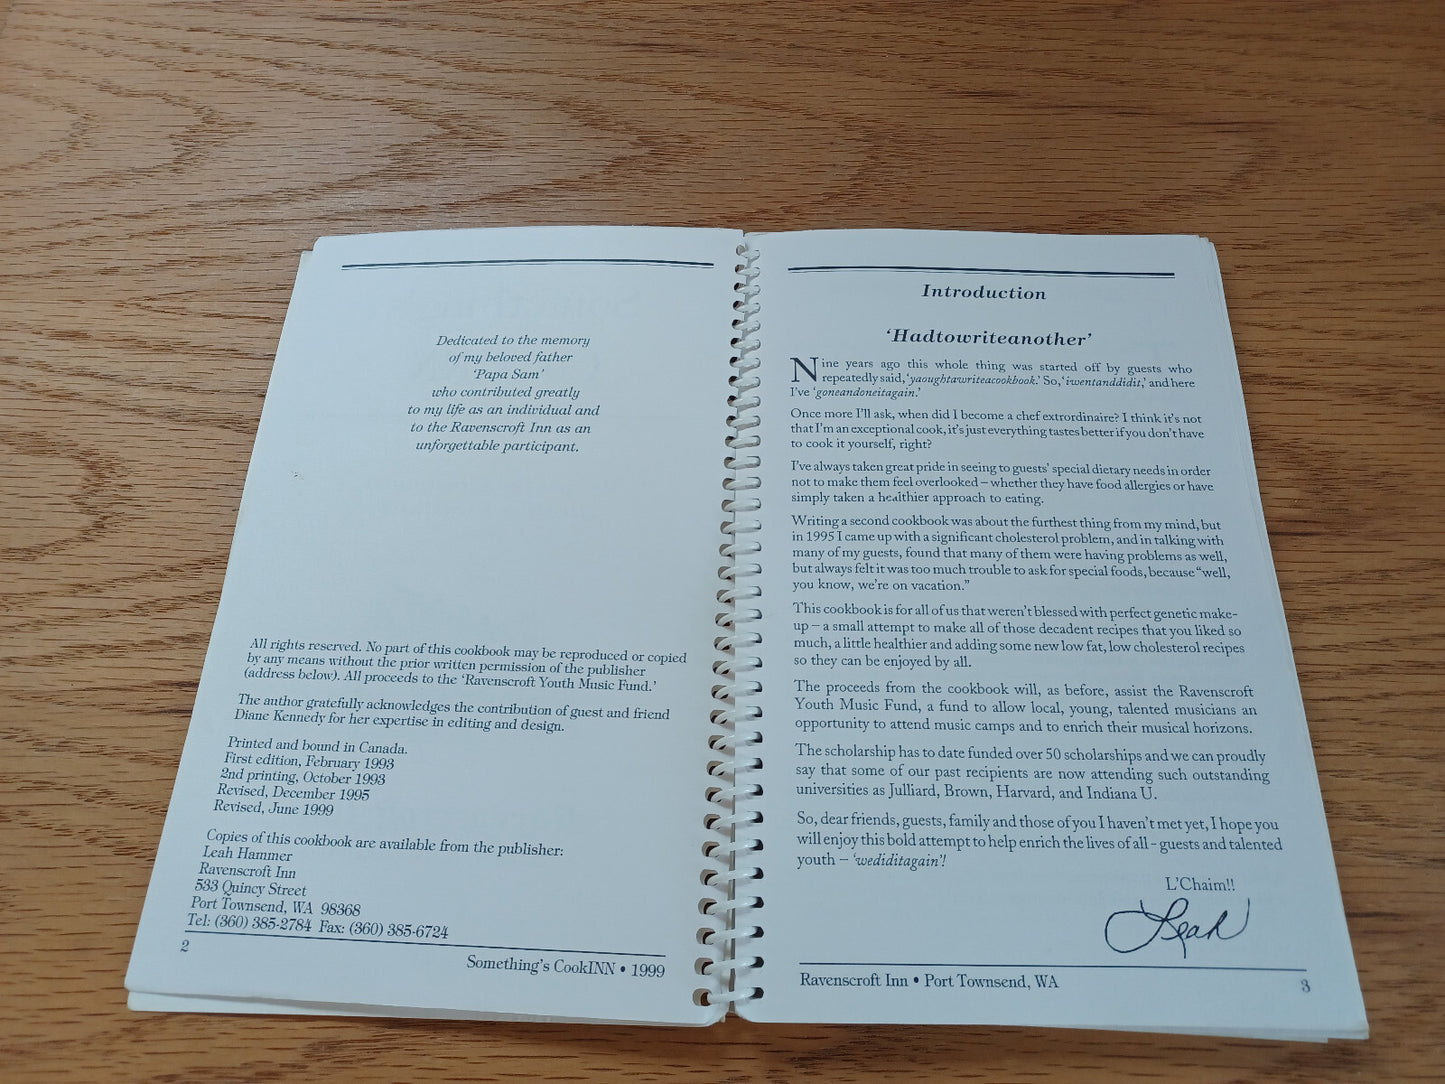 Dedicated to the memory
of my beloved father
‘Papa Sam’
who contributed greatly
to my life as an individual and
to the Ravenscroft Inn as an
unforgettable participant.
All rights reserved. No part of this cookbook may be reproduced or copied
by any means without the prior written permission of the publisher
(address below). All proceeds to the ‘Ravenscroft Youth Music Fund.’
The author gratefully acknowledges the contribution of guest and friend
Diane Kennedy for her expertise in editing and design.
Printed and bound in Canada.
First edition, February 1993
2nd printing, October 1993
Revised, December 1995
Revised, June 1999
Copies of this cookbook are available from the publisher:
Leah Hammer
Ravenscroft Inn
533 Quincy Street
Port Townsend, WA 98368
Tel: (360) 385-2784 Fax: (360) 385-6724
2
Something's CookINN • 1999
Introduction
‘Hadtowriteanother’
Nine years ago this whole thing was started off by guests who
repeatedly said, ‘yaoughtawriteacookbook.’ So, ‘iwentanddidit,’ and here
I've ‘goneandoneitagain.’
Once more I'll ask, when did I become a chef extrordinaire? I think it's not
that I'm an exceptional cook, it's just everything tastes better if you don't have
to cook it yourself, right?
I've always taken great pride in seeing to guests' special dietary needs in order
not to make them feel overlooked – whether they have food allergies or have
simply taken a healthier approach to eating.
Writing a second cookbook was about the furthest thing from my mind, but
in 1995 I came up with a significant cholesterol problem, and in talking with
many of my guests, found that many of them were having problems as well,
but always felt it was too much trouble to ask for special foods, because “well,
you know, we're on vacation.”
This cookbook is for all of us that weren't blessed with perfect genetic make-
up – a small attempt to make all of those decadent recipes that you liked so
much, a little healthier and adding some new low fat, low cholesterol recipes
so they can be enjoyed by all.
The proceeds from the cookbook will, as before, assist the Ravenscroft
Youth Music Fund, a fund to allow local, young, talented musicians an
opportunity to attend music camps and to enrich their musical horizons.
The scholarship has to date funded over 50 scholarships and we can proudly
say that some of our past recipients are now attending such outstanding
universities as Julliard, Brown, Harvard, and Indiana U.
So, dear friends, guests, family and those of you I haven't met yet, I hope you
will enjoy this bold attempt to help enrich the lives of all - guests and talented
youth – ‘wediditagain’!
L'Chaim!!
Leah
Ravenscroft Inn • Port Townsend, WA
3